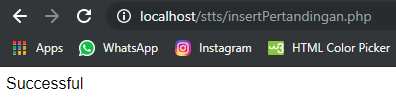 localhost/stts/insertPertandingan.php
Apps WhatsApp Instagram HTML Color Picker
Successful